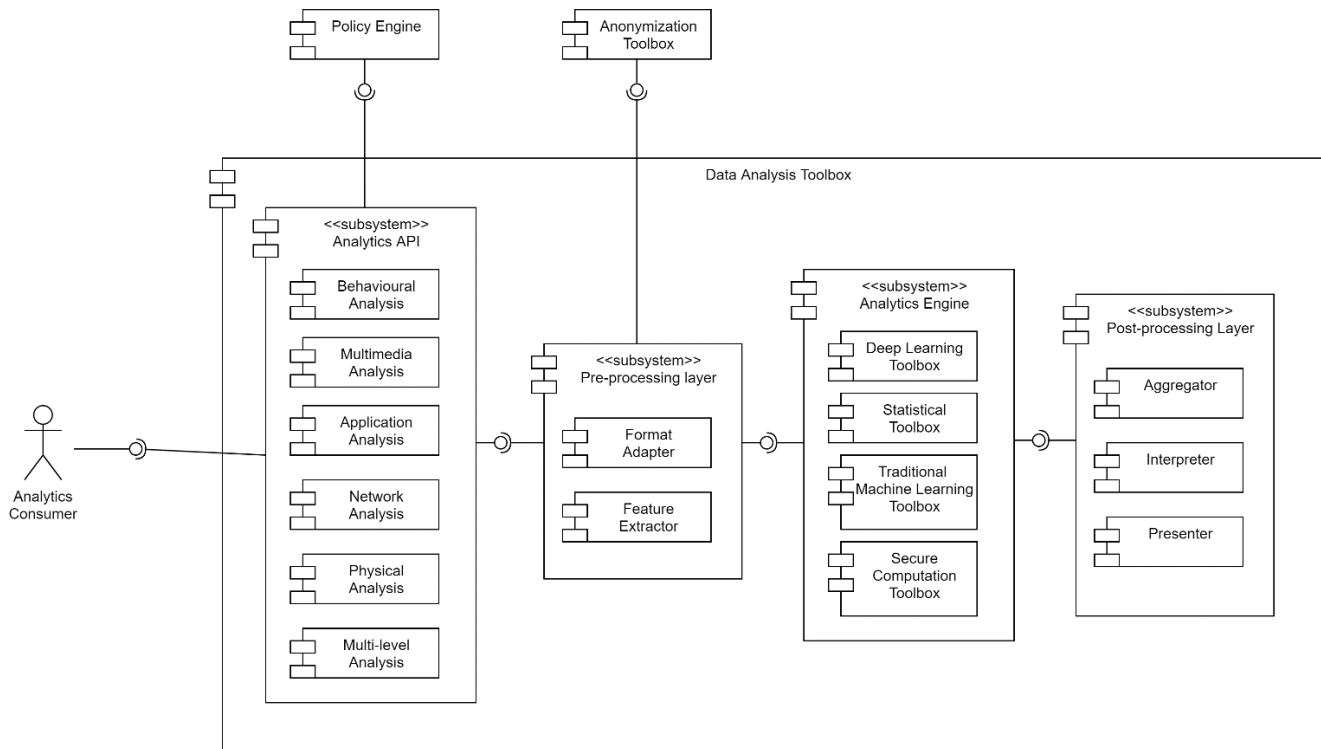 Policy Engine
Anonymization
Toolbox
Data Analysis Toolbox
<<subsystem>>
Analytics API
Behavioural
Analysis
Multimedia
Analysis
Application
Analysis
Network
Analysis
Physical
Analysis
Multi-level
Analysis
Analytics
Consumer
<<subsystem>>
Pre-processing layer
Format
Adapter
Feature
Extractor
<<subsystem>>
Analytics Engine
Deep Learning
Toolbox
Statistical
Toolbox
Traditional
Machine Learning
Toolbox
Secure
Computation
Toolbox
<<subsystem>>
Post-processing Layer
Aggregator
Interpreter
Presenter